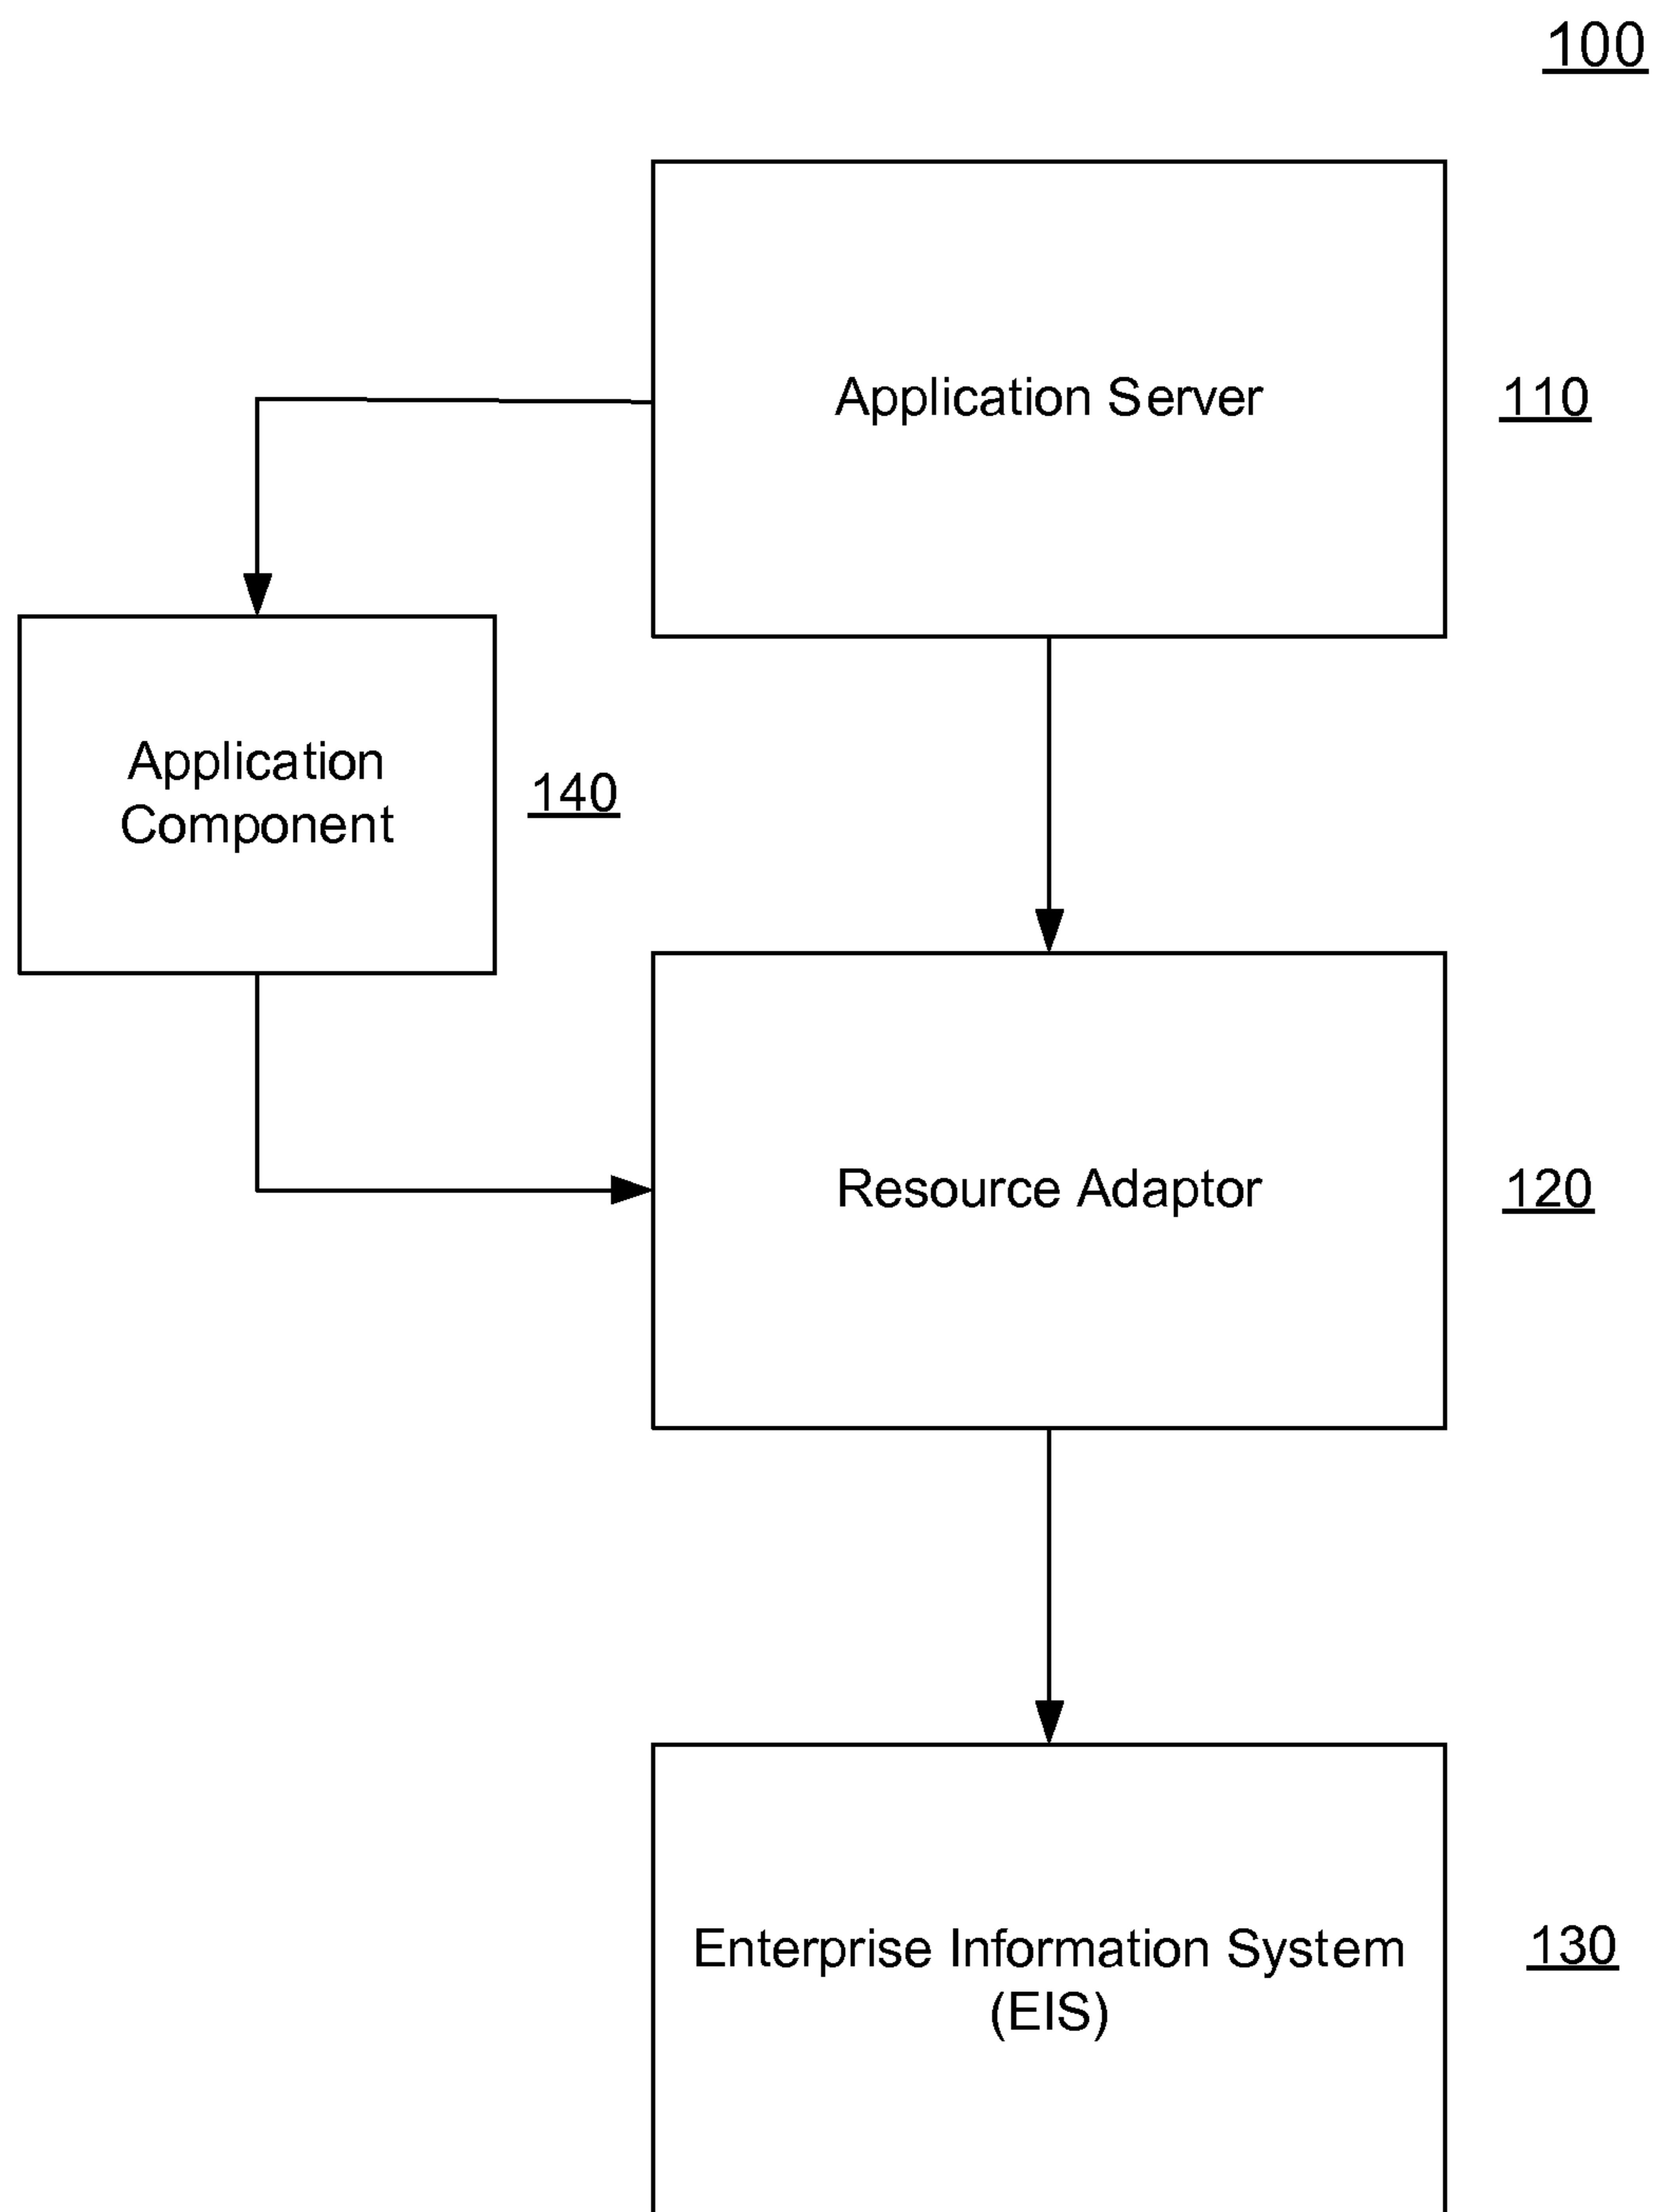 100
Application Server
110
Application
Component
140
Resource Adaptor
120
Enterprise Information System
(EIS)
130